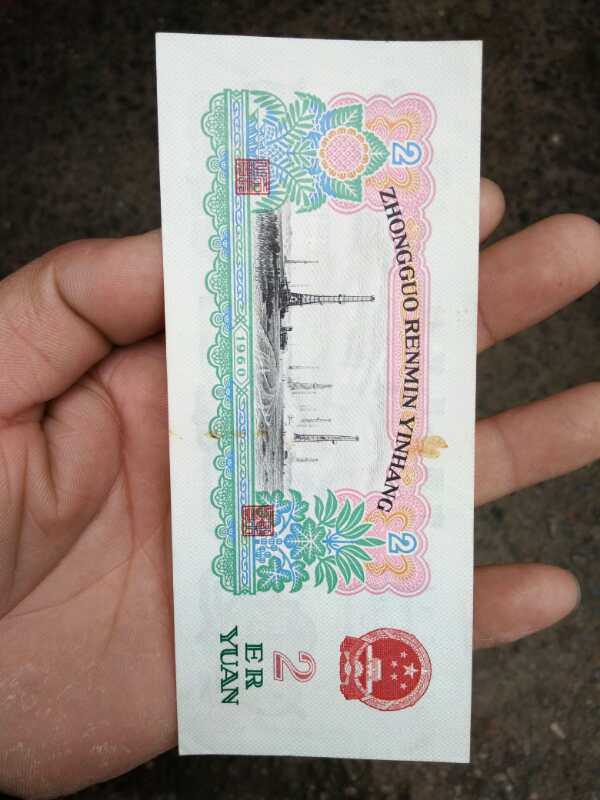 2
ZHONGGUO RENMIN YINHANG
2
1960
2
ER
YUAN